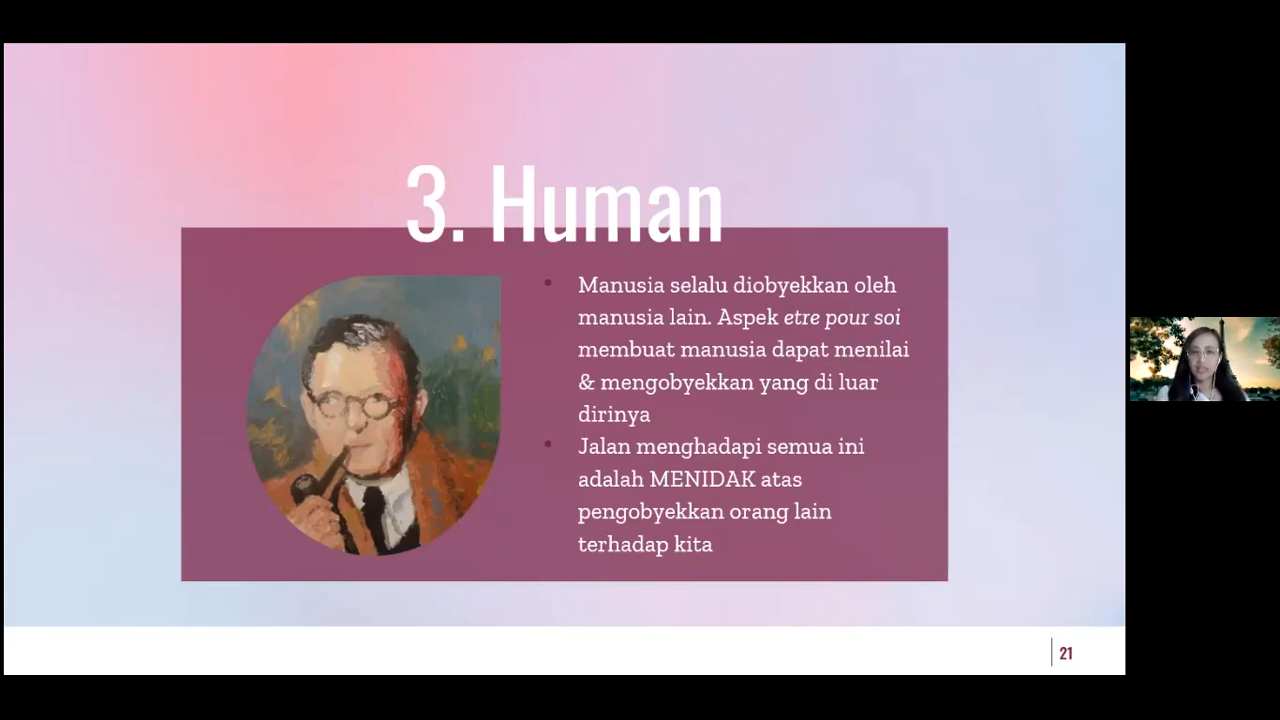 3. Human
Manusia selalu diobyekkan oleh
manusia lain. Aspek etre pour soi
membuat manusia dapat menilai
& mengobyekkan yang di luar
dirinya
Jalan menghadapi semua ini
adalah MENIDAK atas
pengobyekkan orang lain
terhadap kita
21